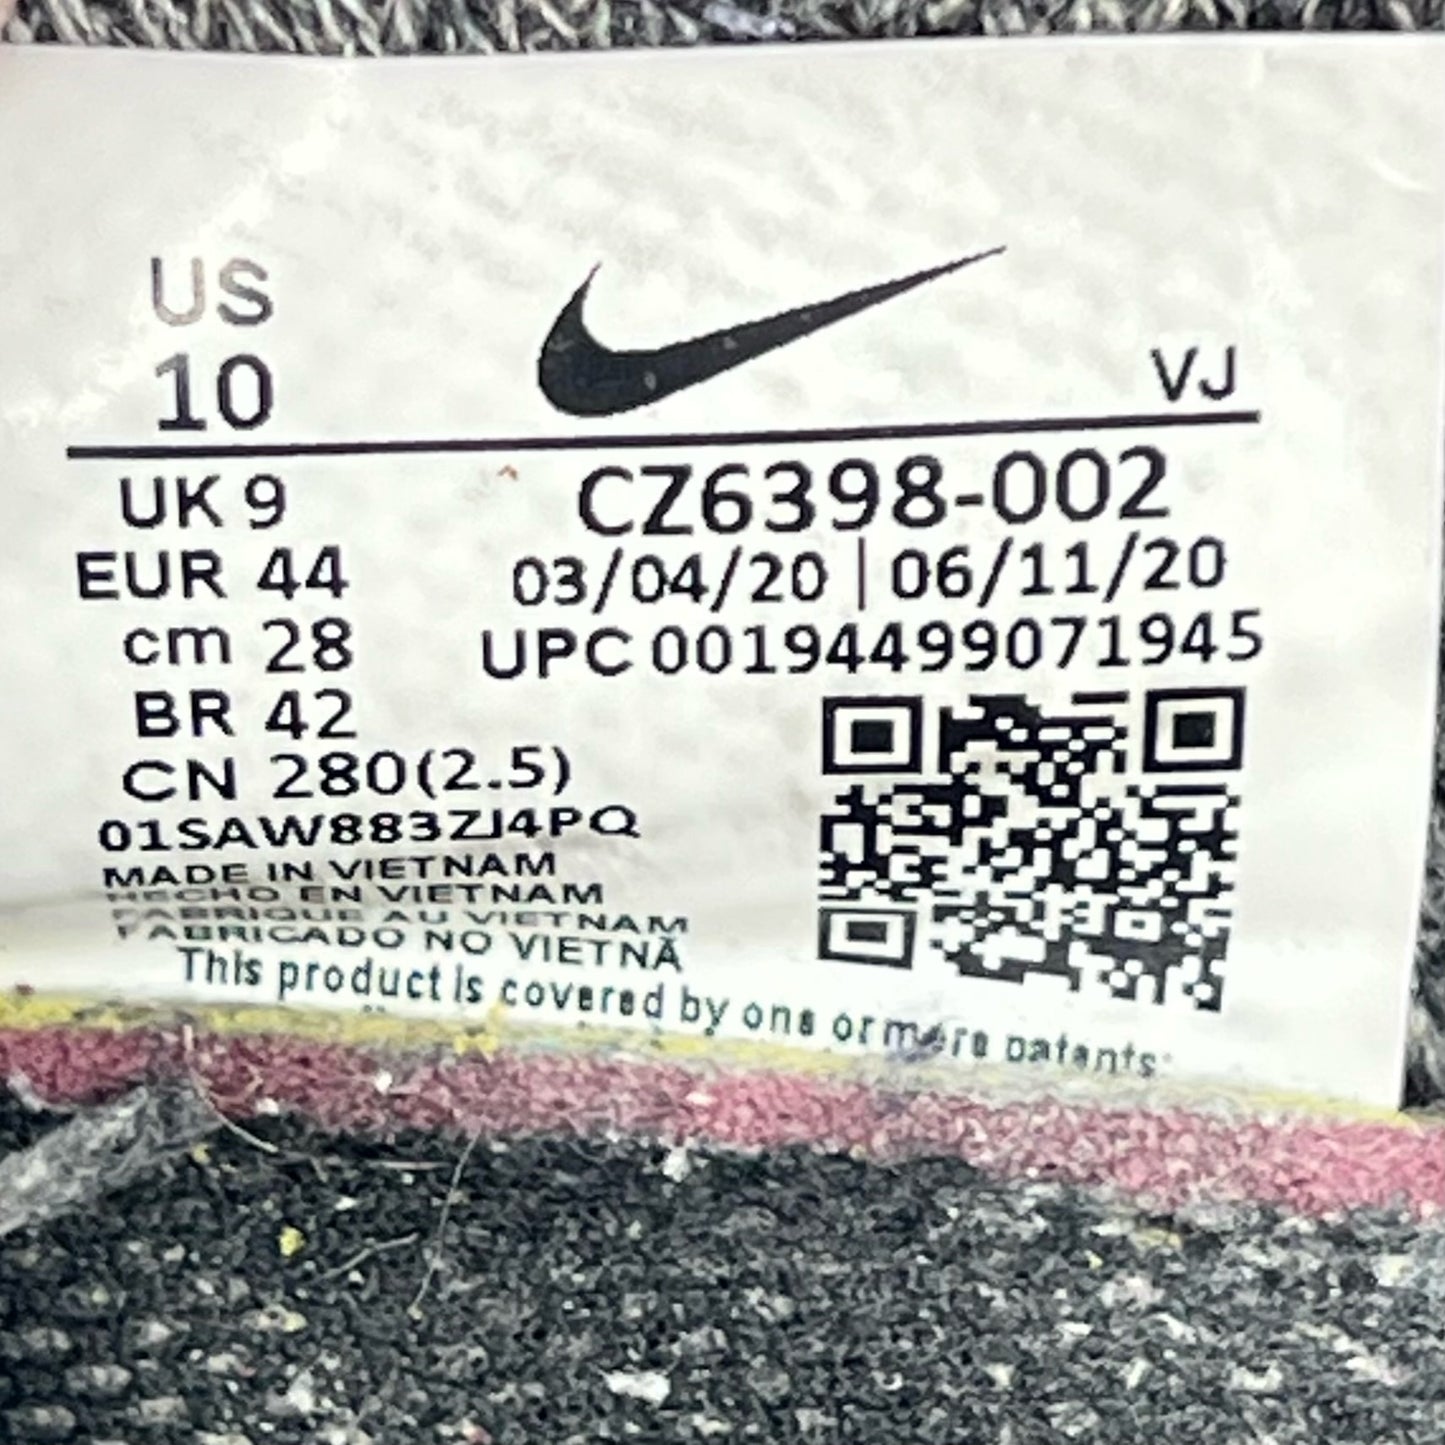 US
10
VJ
UK 9
EUR 44
cm 28
BR 42
CN 280(2.5)
CZ6398-002
03/04/20 | 06/11/20
UPC 00194499071945
01SAW883ZJ4PQ
MADE IN VIETNAM
HECHO EN VIETNAM
FABRIQUE AU VIETNAM
FABRICADO NO VIETNÃ
This product is covered by one or more patents.